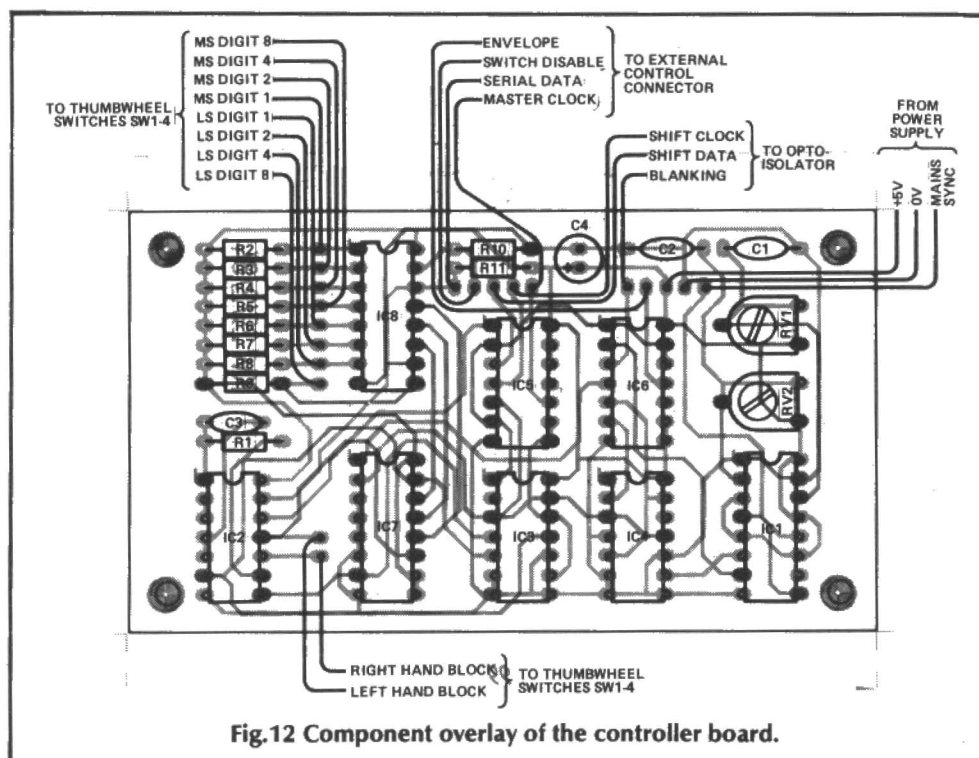 MS DIGIT 8
MS DIGIT 4
MS DIGIT 2
MS DIGIT 1
LS DIGIT 1
LS DIGIT 2
LS DIGIT 4
LS DIGIT 8
TO THUMBWHEEL
SWITCHES SW1-4
ENVELOPE
SWITCH DISABLE
SERIAL DATA
MASTER CLOCK
TO EXTERNAL
CONTROL
CONNECTOR
SHIFT CLOCK
SHIFT DATA
BLANKING
TO OPTO-
ISOLATOR
FROM
POWER
SUPPLY
+5V
0V
MAINS
SYNC
R2
R3
R4
R5
R6
R7
R8
C3
R1
IC8
R10
R11
C4
+
C2
C1
RV1
RV2
IC5
IC6
IC2
IC7
IC3
IC4
IC1
RIGHT HAND BLOCK
LEFT HAND BLOCK
TO THUMBWHEEL
SWITCHES SW1-4
Fig.12 Component overlay of the controller board.